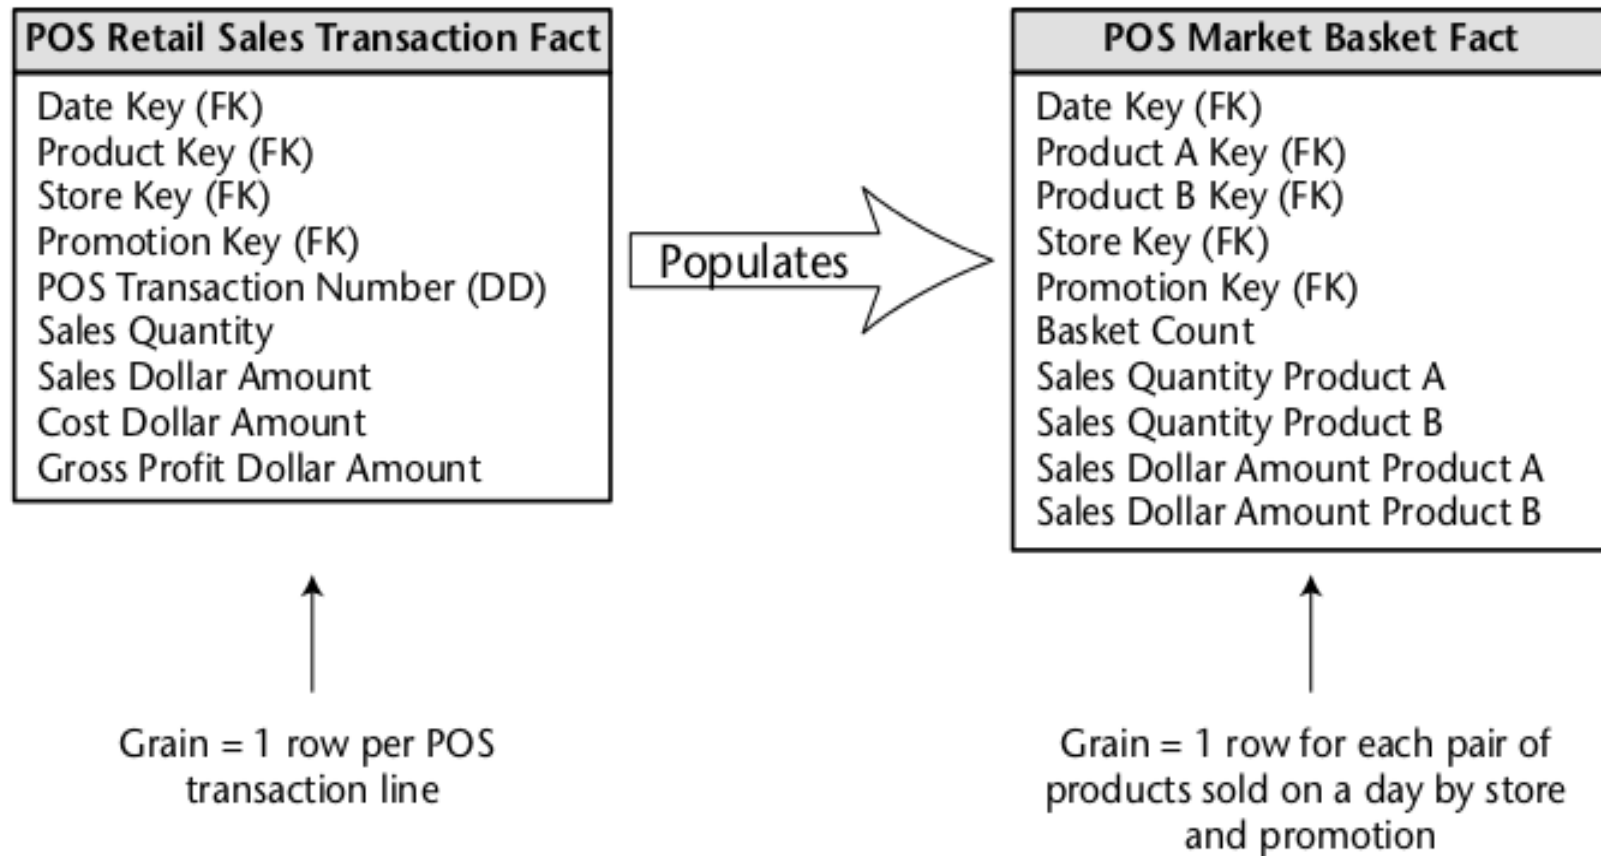 POS Retail Sales Transaction Fact
Date Key (FK)
Product Key (FK)
Store Key (FK)
Promotion Key (FK)
POS Transaction Number (DD)
Sales Quantity
Sales Dollar Amount
Cost Dollar Amount
Gross Profit Dollar Amount
Grain = 1 row per POS
transaction line
Populates
POS Market Basket Fact
Date Key (FK)
Product A Key (FK)
Product B Key (FK)
Store Key (FK)
Promotion Key (FK)
Basket Count
Sales Quantity Product A
Sales Quantity Product B
Sales Dollar Amount Product A
Sales Dollar Amount Product B
Grain = 1 row for each pair of
products sold on a day by store
and promotion